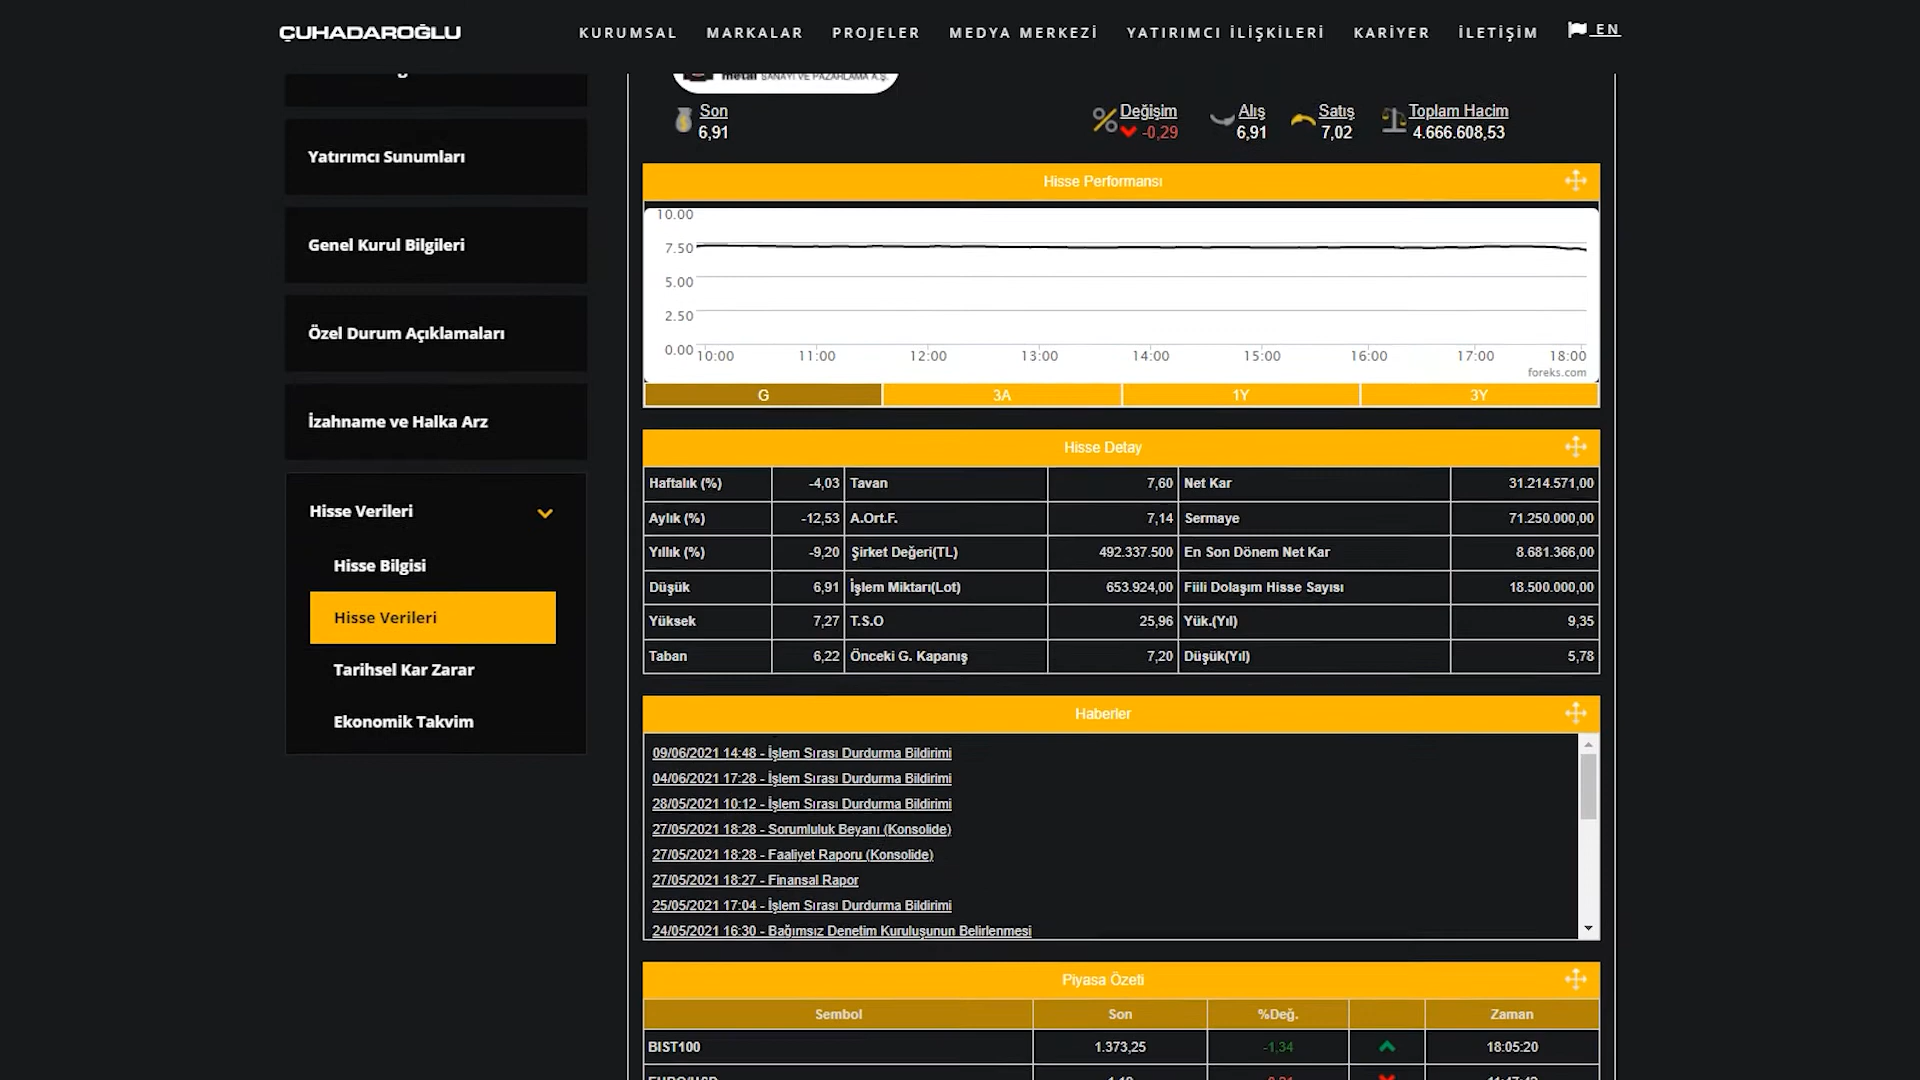 ÇUHADAROĞLU
KURUMSAL MARKALAR PROJELER MEDYA MERKEZİ YATIRIMCI İLİŞKİLERİ KARİYER İLETİŞİM EN
metal SANAYİ VE PAZARLAMA A.Ş.
Son
6,91
Değişim
-0,29
Alış
6,91
Satış
7,02
Toplam Hacim
4.666.608,53
Yatırımcı Sunumları
Genel Kurul Bilgileri
Özel Durum Açıklamaları
İzahname ve Halka Arz
Hisse Verileri
Hisse Bilgisi
Hisse Verileri
Tarihsel Kar Zarar
Ekonomik Takvim
Hisse Performansı
10.00
7.50
5.00
2.50
0.00
10:00 11:00 12:00 13:00 14:00 15:00 16:00 17:00 18:00
foreks.com
G 3A 1Y 3Y
Hisse Detay
Haftalık (%) -4,03 Tavan 7,60 Net Kar 31.214.571,00
Aylık (%) -12,53 A.Ort.F. 7,14 Sermaye 71.250.000,00
Yıllık (%) -9,20 Şirket Değeri(TL) 492.337.500 En Son Dönem Net Kar 8.681.366,00
Düşük 6,91 İşlem Miktarı(Lot) 653.924,00 Fiili Dolaşım Hisse Sayısı 18.500.000,00
Yüksek 7,27 T.S.O 25,96 Yük.(Yıl) 9,35
Taban 6,22 Önceki G. Kapanış 7,20 Düşük(Yıl) 5,78
Haberler
09/06/2021 14:48 - İşlem Sırası Durdurma Bildirimi
04/06/2021 17:28 - İşlem Sırası Durdurma Bildirimi
28/05/2021 10:12 - İşlem Sırası Durdurma Bildirimi
27/05/2021 18:28 - Sorumluluk Beyanı (Konsolide)
27/05/2021 18:28 - Faaliyet Raporu (Konsolide)
27/05/2021 18:27 - Finansal Rapor
25/05/2021 17:04 - İşlem Sırası Durdurma Bildirimi
24/05/2021 16:30 - Bağımsız Denetim Kuruluşunun Belirlenmesi
Piyasa Özeti
Sembol Son %Değ. Zaman
BIST100 1.373,25 -1,34 18:05:20